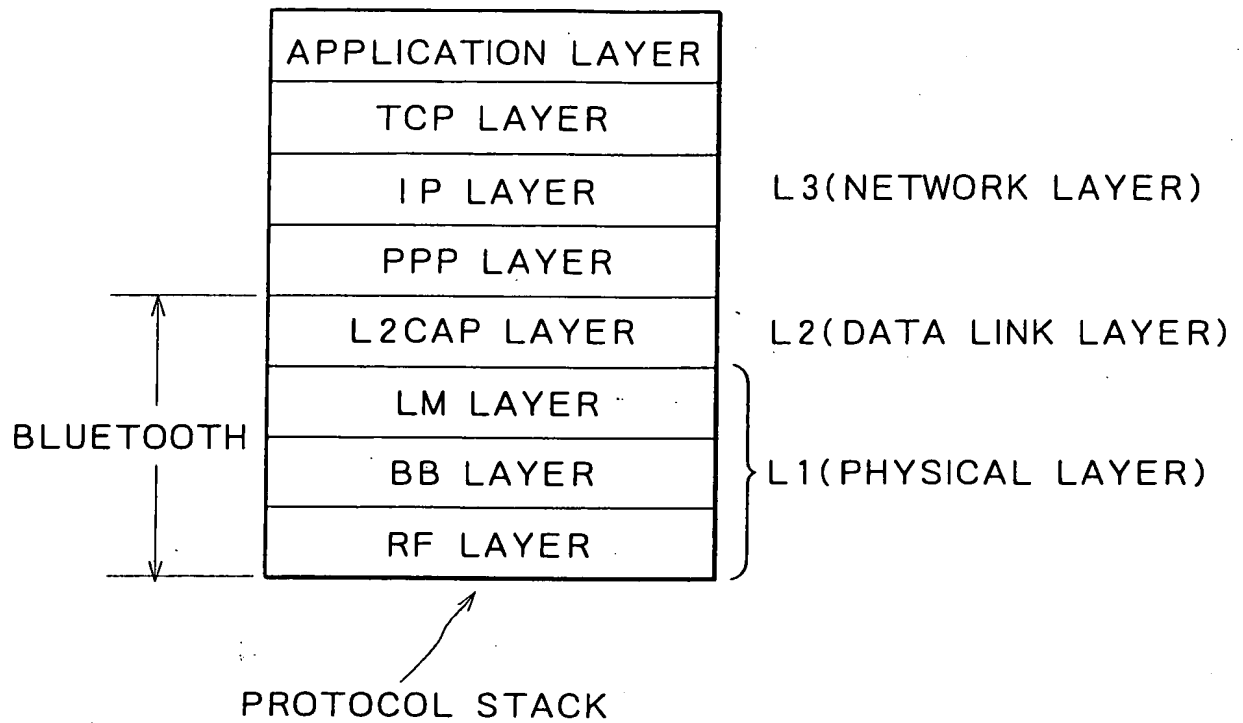 APPLICATION LAYER
TCP LAYER
IP LAYER
L3(NETWORK LAYER)
PPP LAYER
L2CAP LAYER
L2(DATA LINK LAYER)
LM LAYER
BLUETOOTH
BB LAYER
L1(PHYSICAL LAYER)
RF LAYER
PROTOCOL STACK